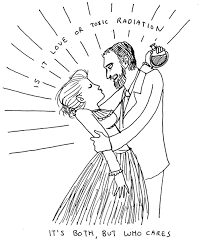 IS IT LOVE OR TOXIC RADIATION
IT'S BOTH, BUT WHO CARES